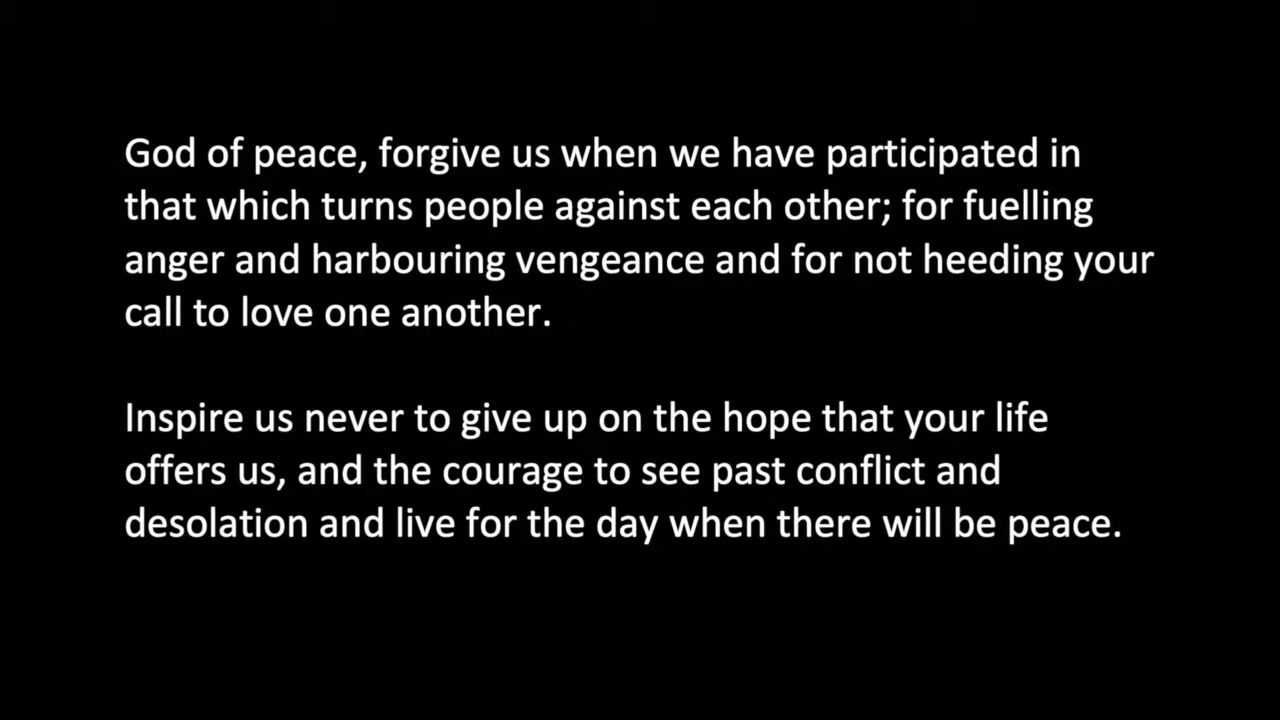 God of peace, forgive us when we have participated in
that which turns people against each other; for fuelling
anger and harbouring vengeance and for not heeding your
call to love one another.
Inspire us never to give up on the hope that your life
offers us, and the courage to see past conflict and
desolation and live for the day when there will be peace.